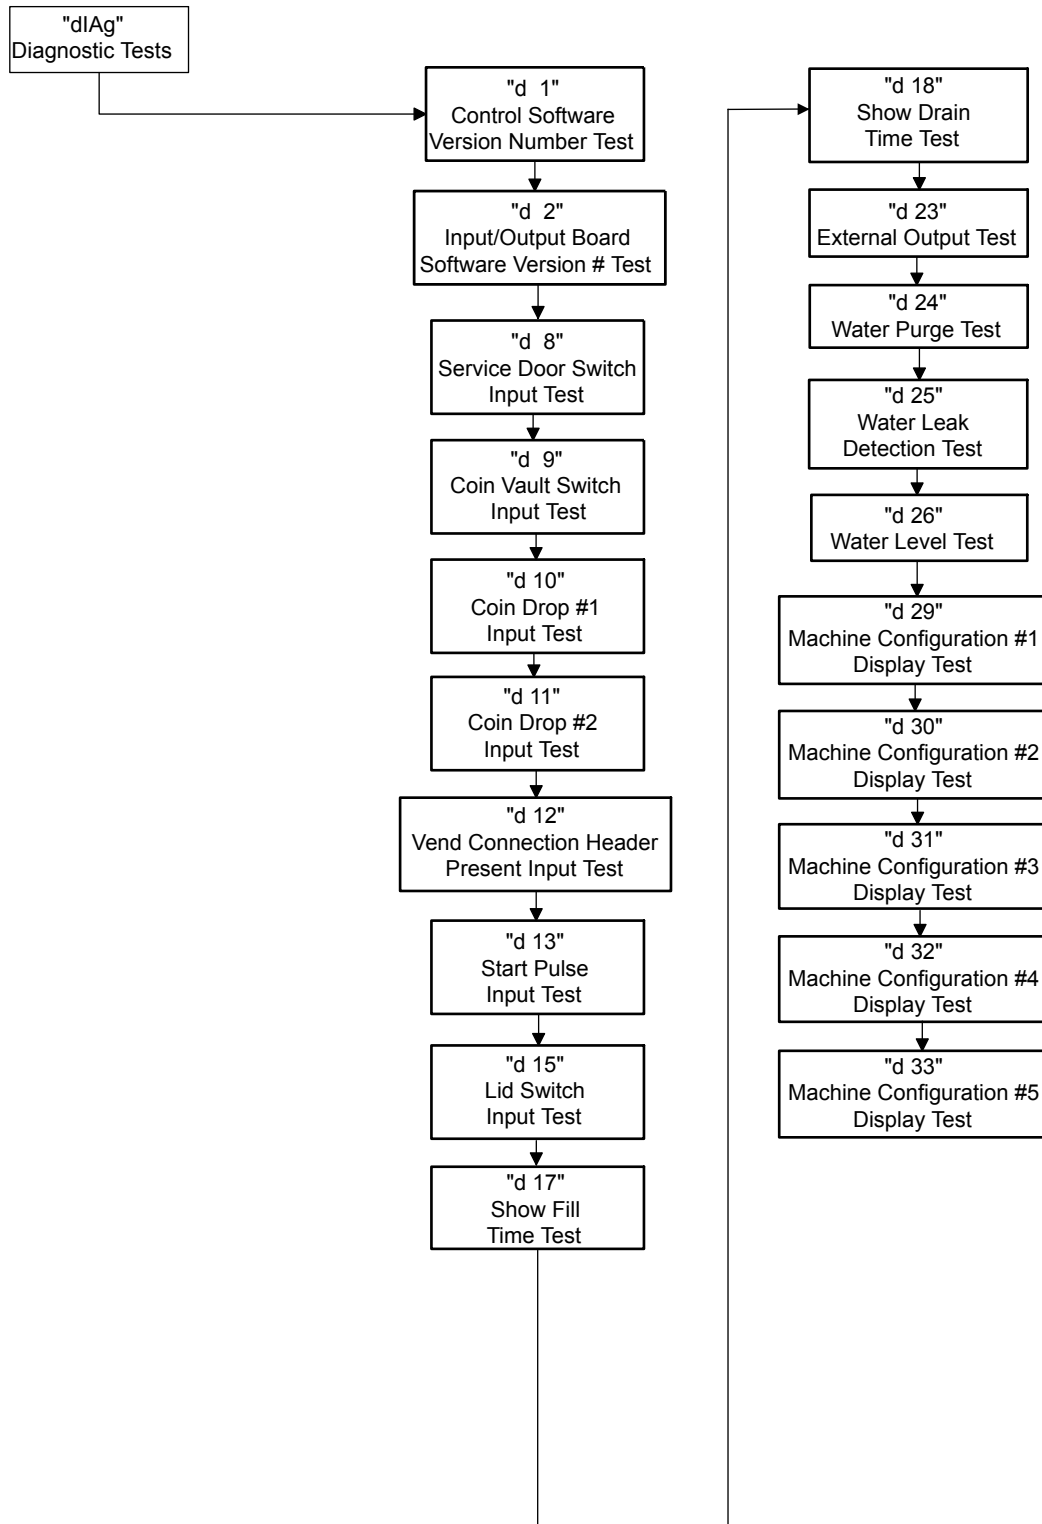 "dIAg"
Diagnostic Tests
"d  1"
Control Software
Version Number Test
"d  2"
Input/Output Board
Software Version # Test
"d  8"
Service Door Switch
Input Test
"d  9"
Coin Vault Switch
Input Test
"d 10"
Coin Drop #1
Input Test
"d 11"
Coin Drop #2
Input Test
"d 12"
Vend Connection Header
Present Input Test
"d 13"
Start Pulse
Input Test
"d 15"
Lid Switch
Input Test
"d 17"
Show Fill
Time Test
"d 18"
Show Drain
Time Test
"d 23"
External Output Test
"d 24"
Water Purge Test
"d 25"
Water Leak
Detection Test
"d 26"
Water Level Test
"d 29"
Machine Configuration #1
Display Test
"d 30"
Machine Configuration #2
Display Test
"d 31"
Machine Configuration #3
Display Test
"d 32"
Machine Configuration #4
Display Test
"d 33"
Machine Configuration #5
Display Test